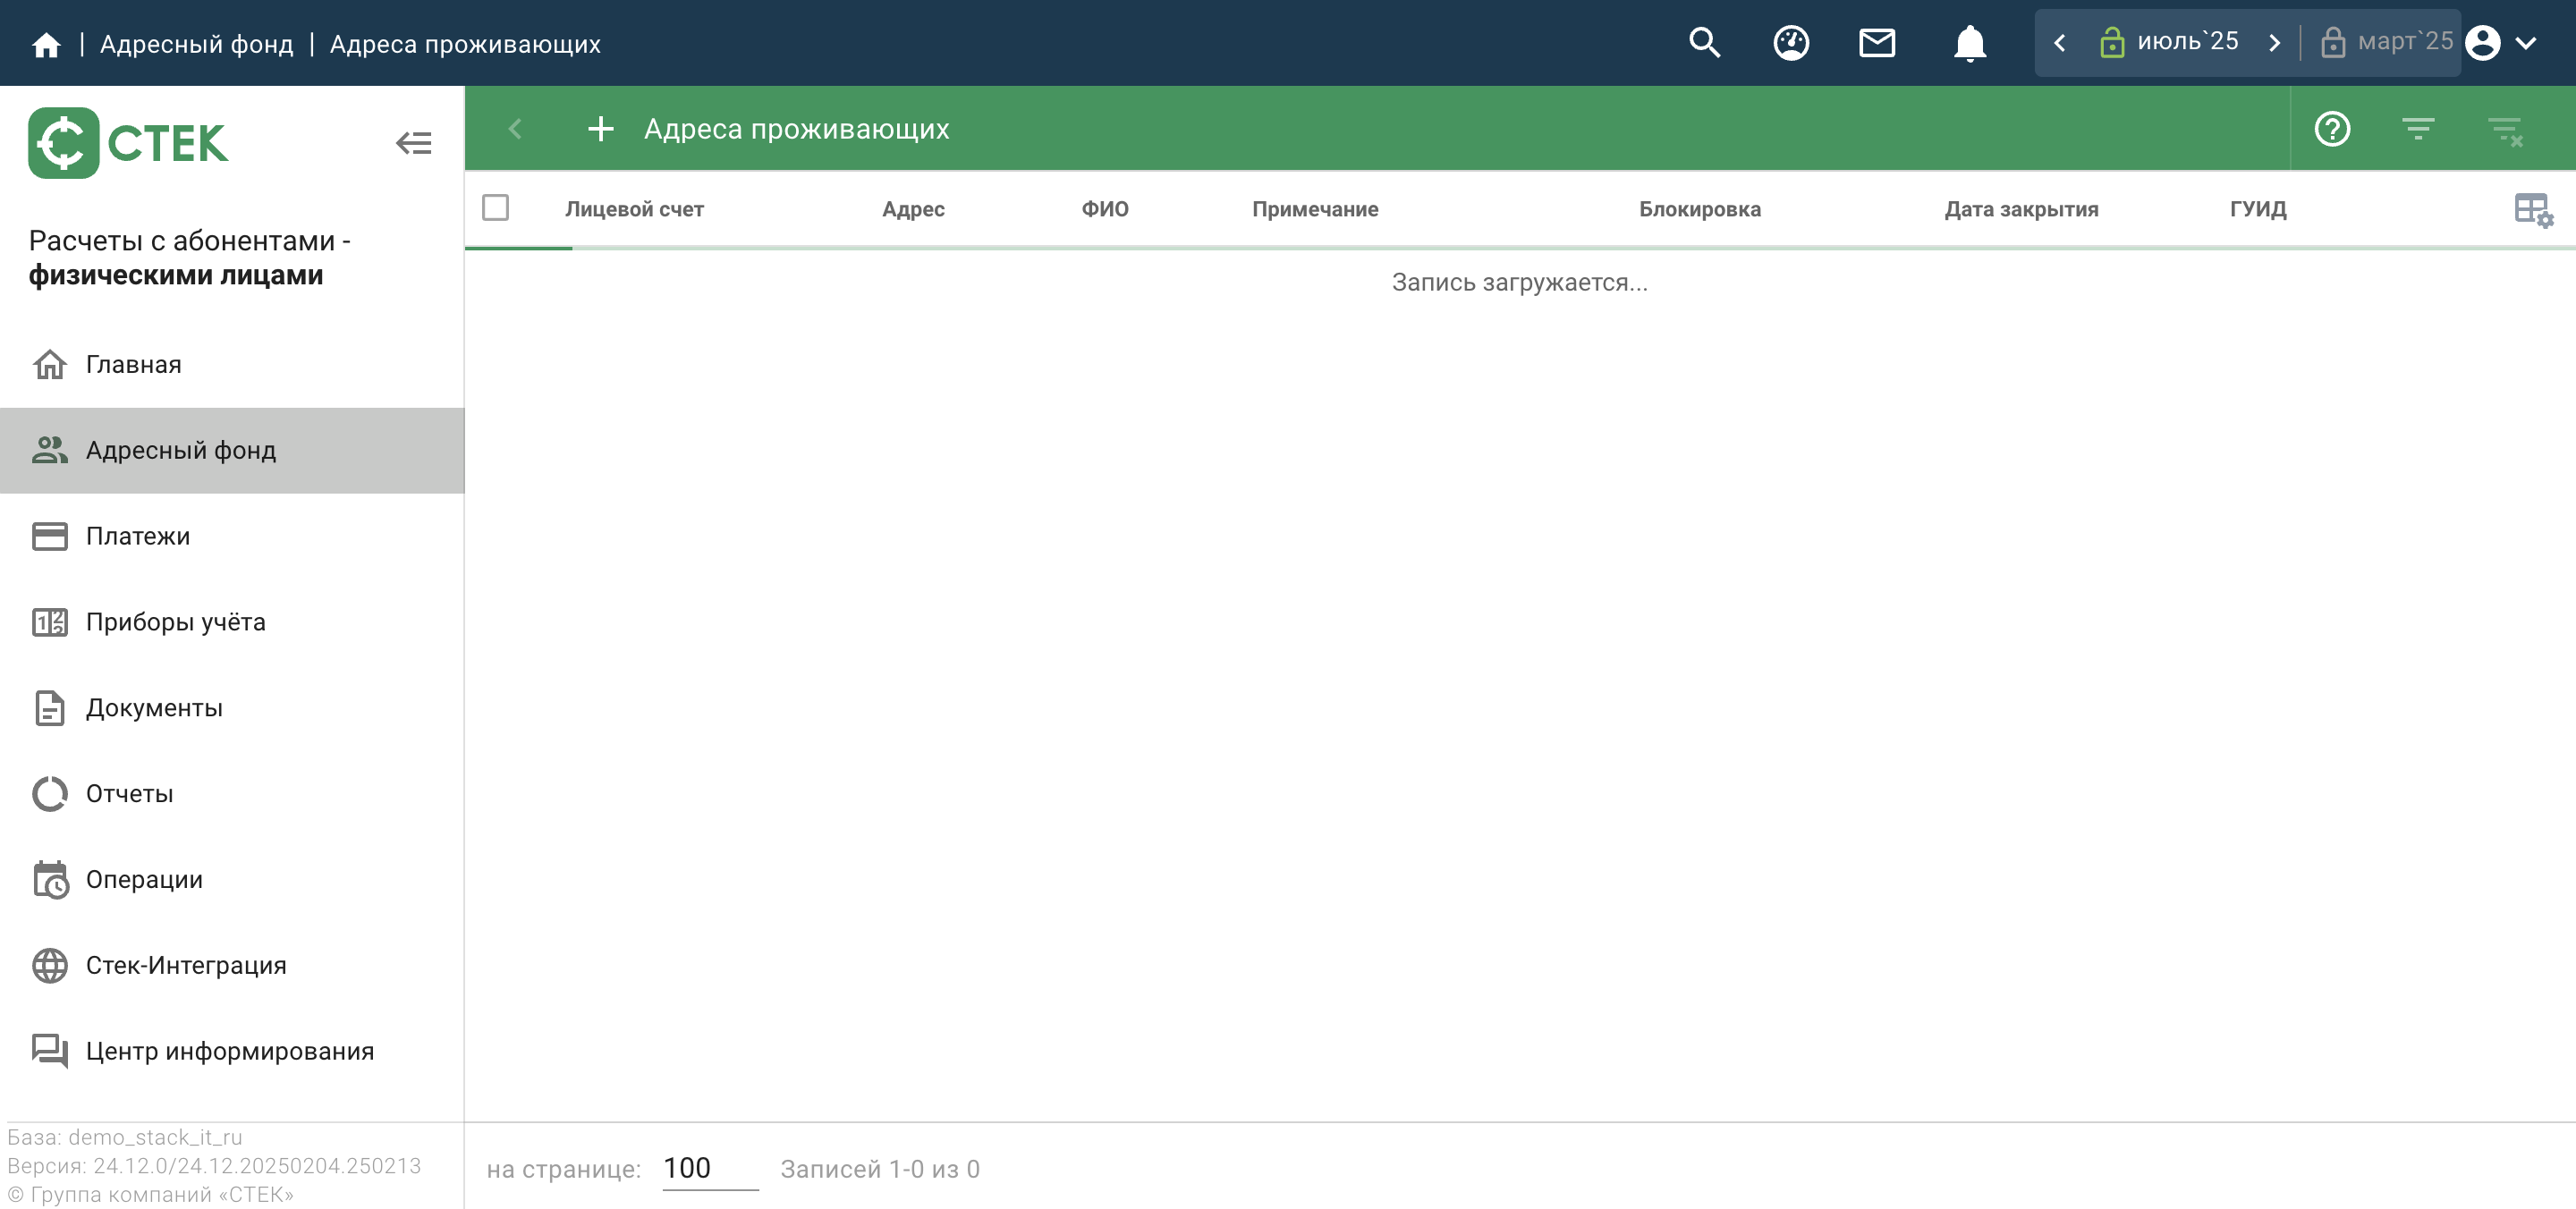 Адресный фонд | Адреса проживающих
июль`25
март`25
СТЕК
Адреса проживающих
Расчеты с абонентами -
физическими лицами
Лицевой счет Адрес ФИО Примечание Блокировка Дата закрытия ГУИД
Запись загружается...
Главная
Адресный фонд
Платежи
Приборы учёта
Документы
Отчеты
Операции
Стек-Интеграция
Центр информирования
База: demo_stack_it_ru
Версия: 24.12.0/24.12.20250204.250213
© Группа компаний «СТЕК»
на странице: 100 Записей 1-0 из 0